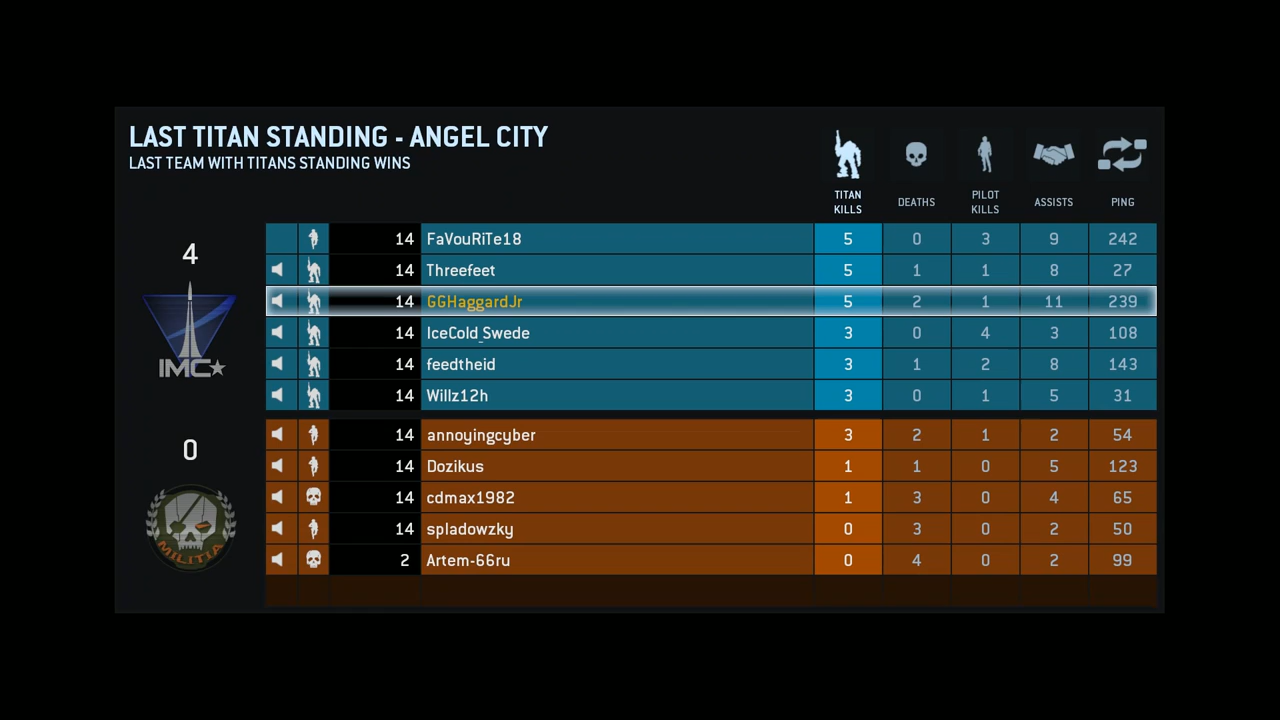 LAST TITAN STANDING - ANGEL CITY
LAST TEAM WITH TITANS STANDING WINS
TITAN KILLS DEATHS PILOT KILLS ASSISTS PING
4
IMC
14 FaVouRiTe18 5 0 3 9 242
14 Threefeet 5 1 1 8 27
14 GGHaggardJr 5 2 1 11 239
14 IceCold_Swede 3 0 4 3 108
14 feedtheid 3 1 2 8 143
14 Willz12h 3 0 1 5 31
0
MILITIA
14 annoyingcyber 3 2 1 2 54
14 Dozikus 1 1 0 5 123
14 cdmax1982 1 3 0 4 65
14 spladowzky 0 3 0 2 50
2 Artem-66ru 0 4 0 2 99